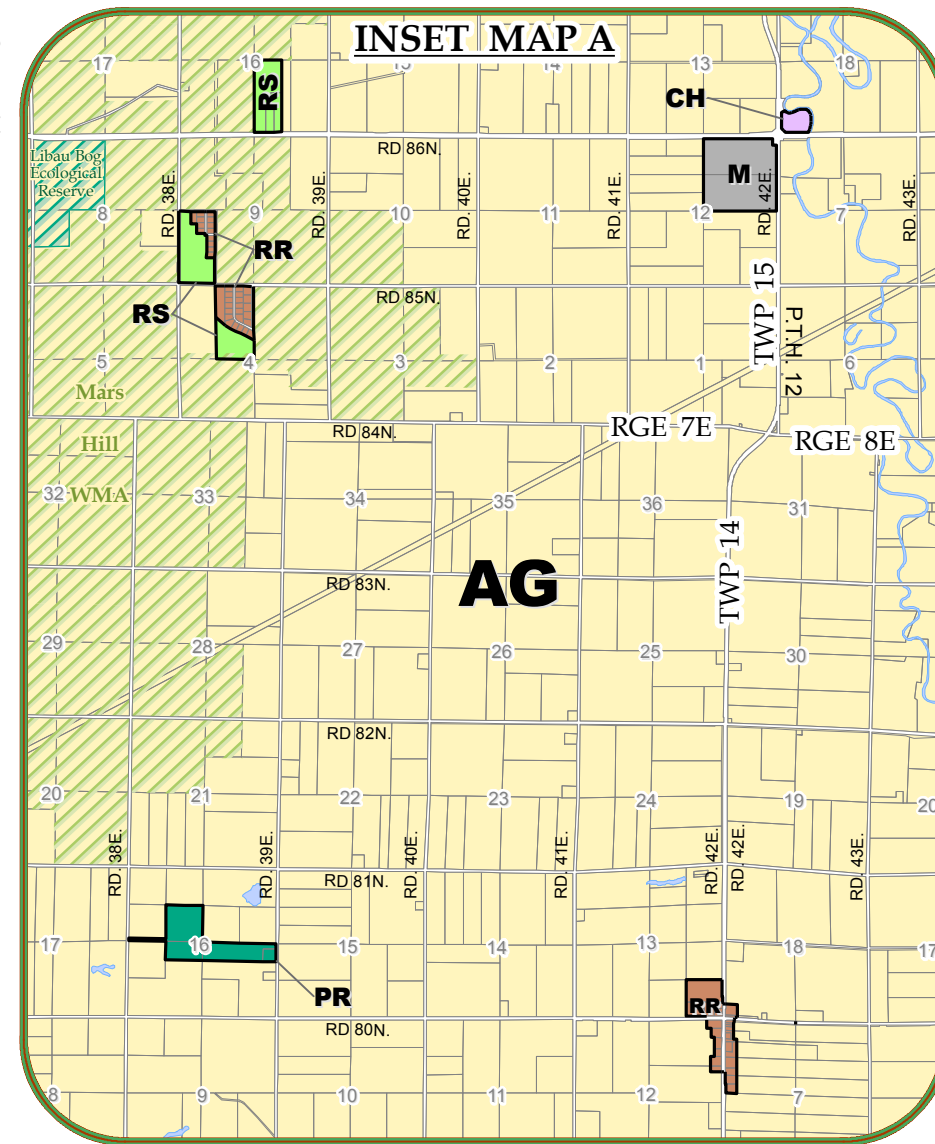 INSET MAP A
17
16
15
14
13
18
RS
CH
RD 86N.
Libau Bog
Ecological
Reserve
M
RD. 38E.
RD. 39E.
RD. 40E.
RD. 41E.
RD. 42E.
RD. 43E.
8
9
10
11
12
7
RR
RS
RD 85N.
TWP 15
P.T.H. 12
5
4
3
2
1
6
Mars
RD 84N.
RGE 7E
RGE 8E
Hill
WMA
32
33
34
35
36
31
TWP 14
AG
RD 83N.
29
28
27
26
25
30
RD 82N.
20
21
22
23
24
19
20
RD. 38E.
RD. 39E.
RD. 40E.
RD. 41E.
RD. 42E.
RD. 42E.
RD. 43E.
RD 81N.
17
16
15
14
13
18
17
PR
RR
RD 80N.
8
9
10
11
12
7